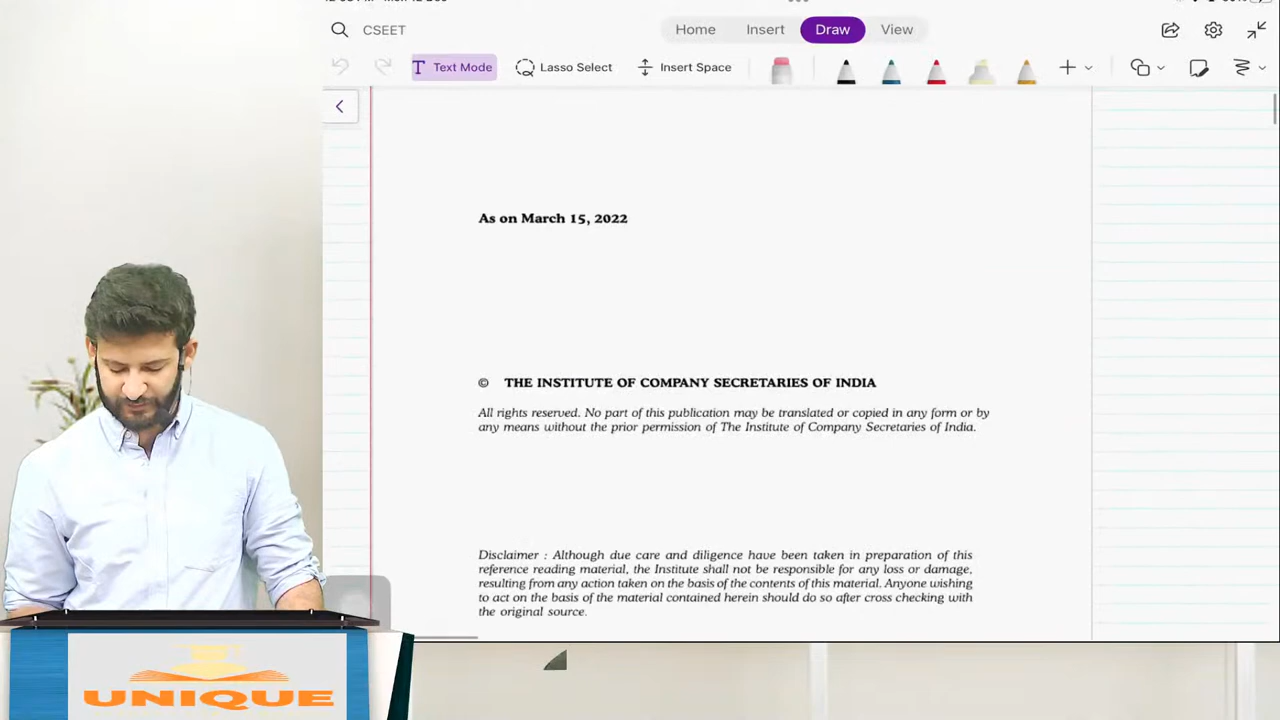 CSEET
Home Insert Draw View
Text Mode Lasso Select Insert Space
As on March 15, 2022
© THE INSTITUTE OF COMPANY SECRETARIES OF INDIA
All rights reserved. No part of this publication may be translated or copied in any form or by
any means without the prior permission of The Institute of Company Secretaries of India.
Disclaimer : Although due care and diligence have been taken in preparation of this
reference reading material, the Institute shall not be responsible for any loss or damage,
resulting from any action taken on the basis of the contents of this material. Anyone wishing
to act on the basis of the material contained herein should do so after cross checking with
the original source.
UNIQUE